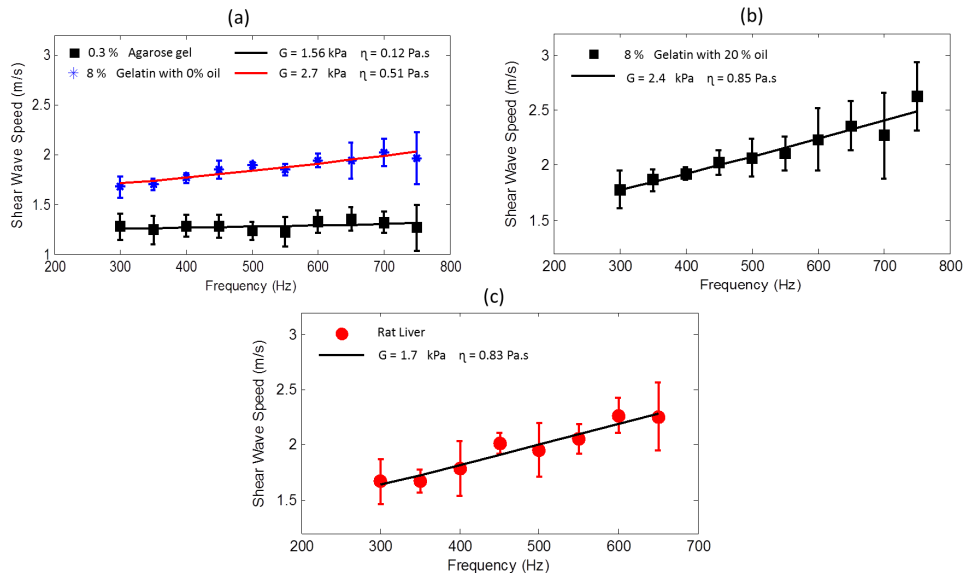 (a)
0.3 % Agarose gel G = 1.56 kPa η = 0.12 Pa.s
8 % Gelatin with 0% oil G = 2.7 kPa η = 0.51 Pa.s
Shear Wave Speed (m/s)
3
2.5
2
1.5
1
200 300 400 500 600 700 800
Frequency (Hz)
(b)
8 % Gelatin with 20 % oil
G = 2.4 kPa η = 0.85 Pa.s
Shear Wave Speed (m/s)
3
2.5
2
1.5
200 300 400 500 600 700 800
Frequency (Hz)
(c)
Rat Liver
G = 1.7 kPa η = 0.83 Pa.s
Shear Wave Speed (m/s)
3
2.5
2
1.5
200 300 400 500 600 700
Frequency (Hz)